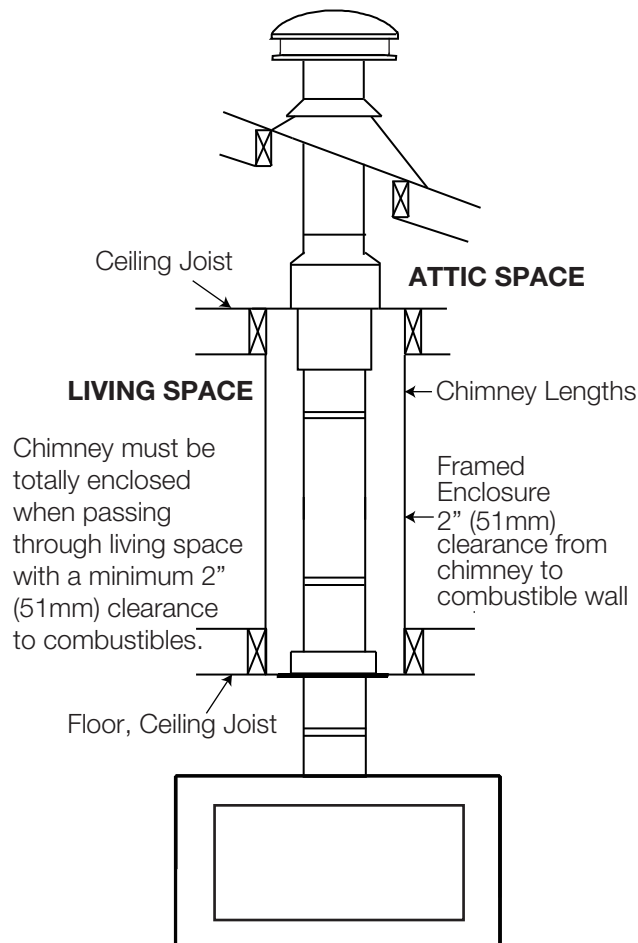 Ceiling Joist
ATTIC SPACE
LIVING SPACE
Chimney Lengths
Chimney must be
totally enclosed
when passing
through living space
with a minimum 2”
(51mm) clearance
to combustibles.
Framed
Enclosure
2” (51mm)
clearance from
chimney to
combustible wall
Floor, Ceiling Joist